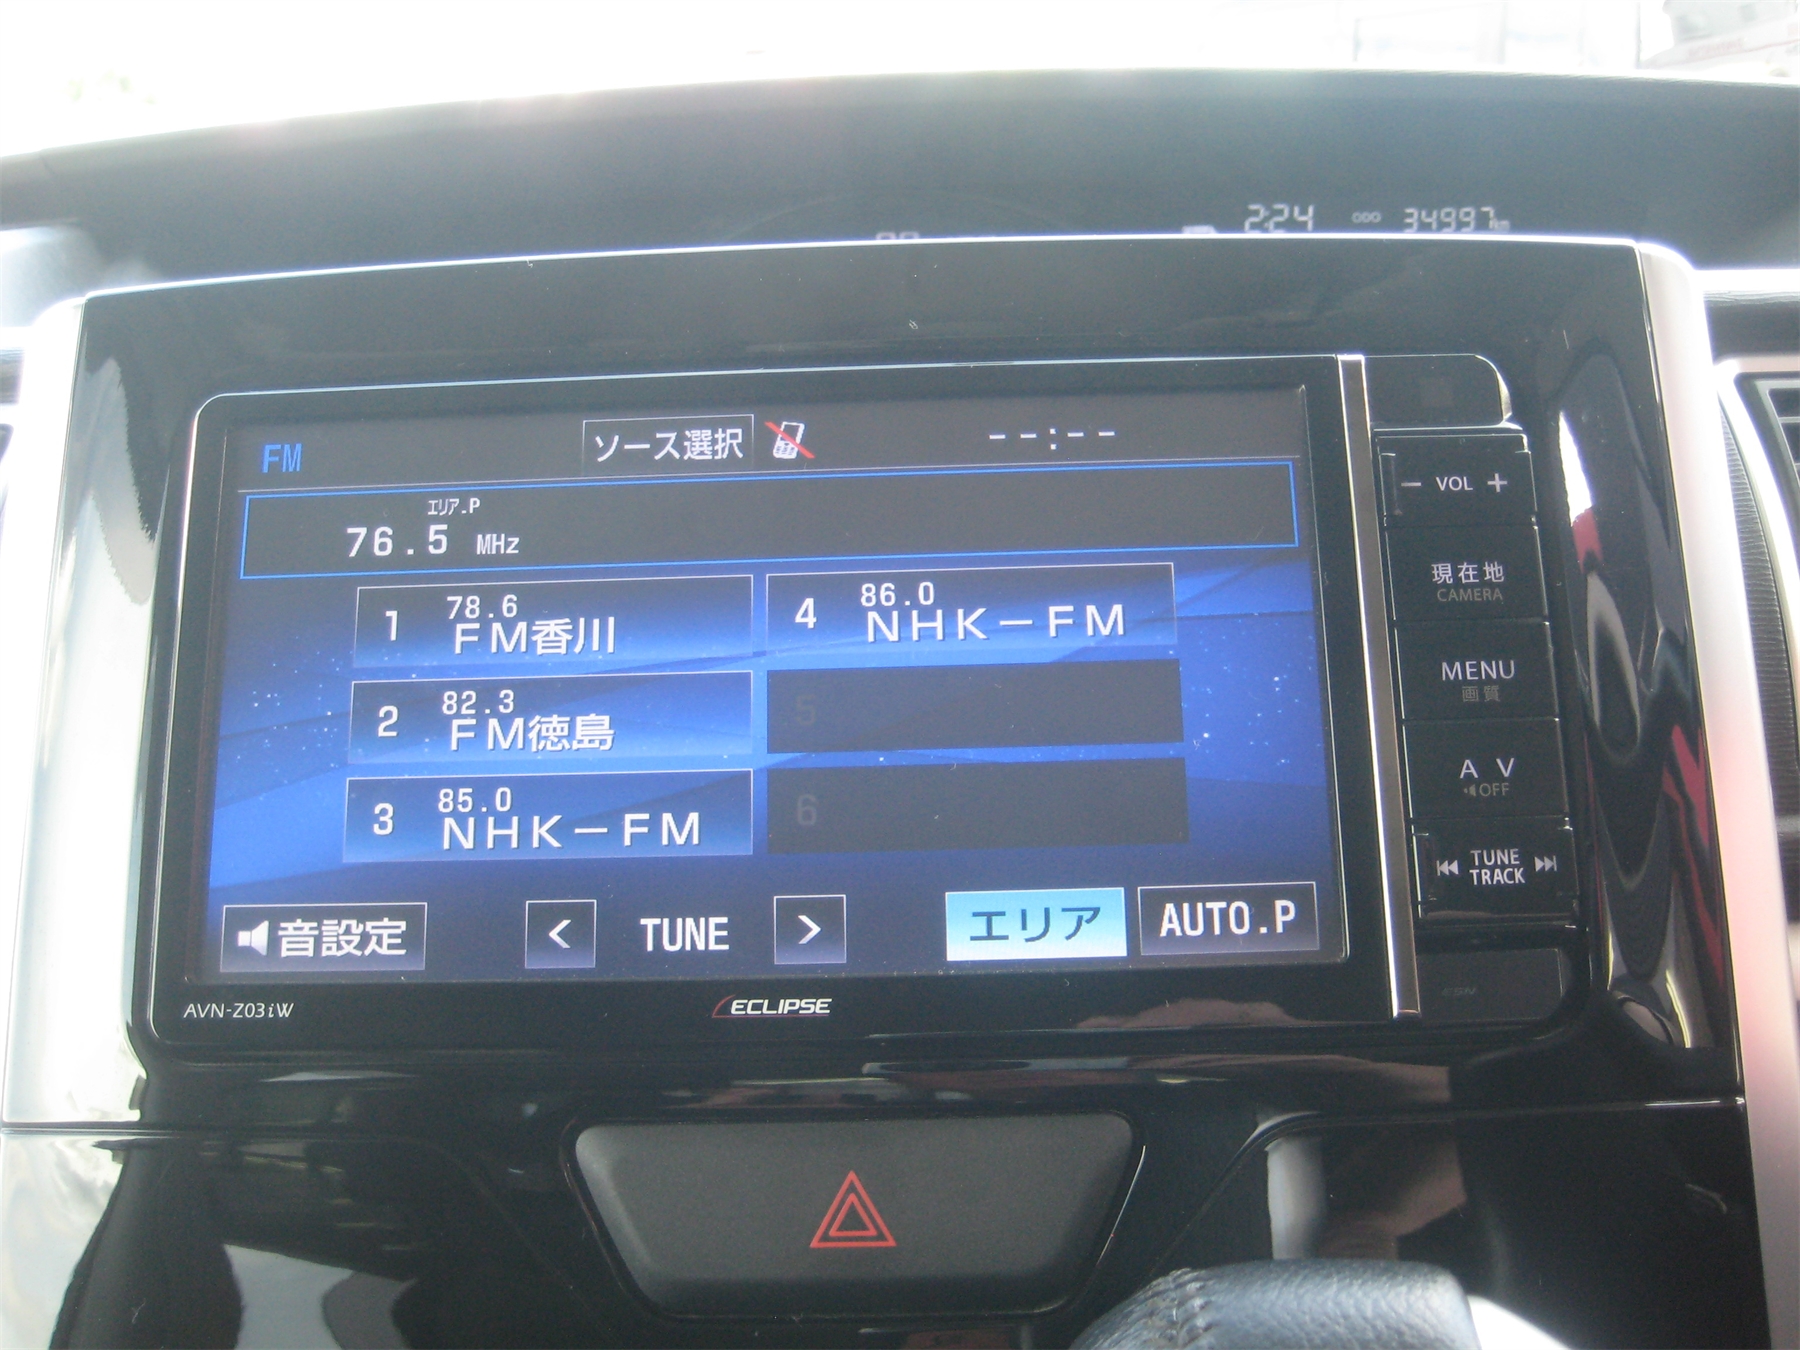 2:24 34997km
FM ソース選択 --:--
エリア.P
76.5 MHz
1 78.6
FM香川
2 82.3
FM徳島
3 85.0
NHK-FM
4 86.0
NHK-FM
5
6
音設定 < TUNE > エリア AUTO.P
AVN-Z03iW ECLIPSE
- VOL +
現在地
CAMERA
MENU
画質
AV
OFF
TUNE
TRACK
ESN